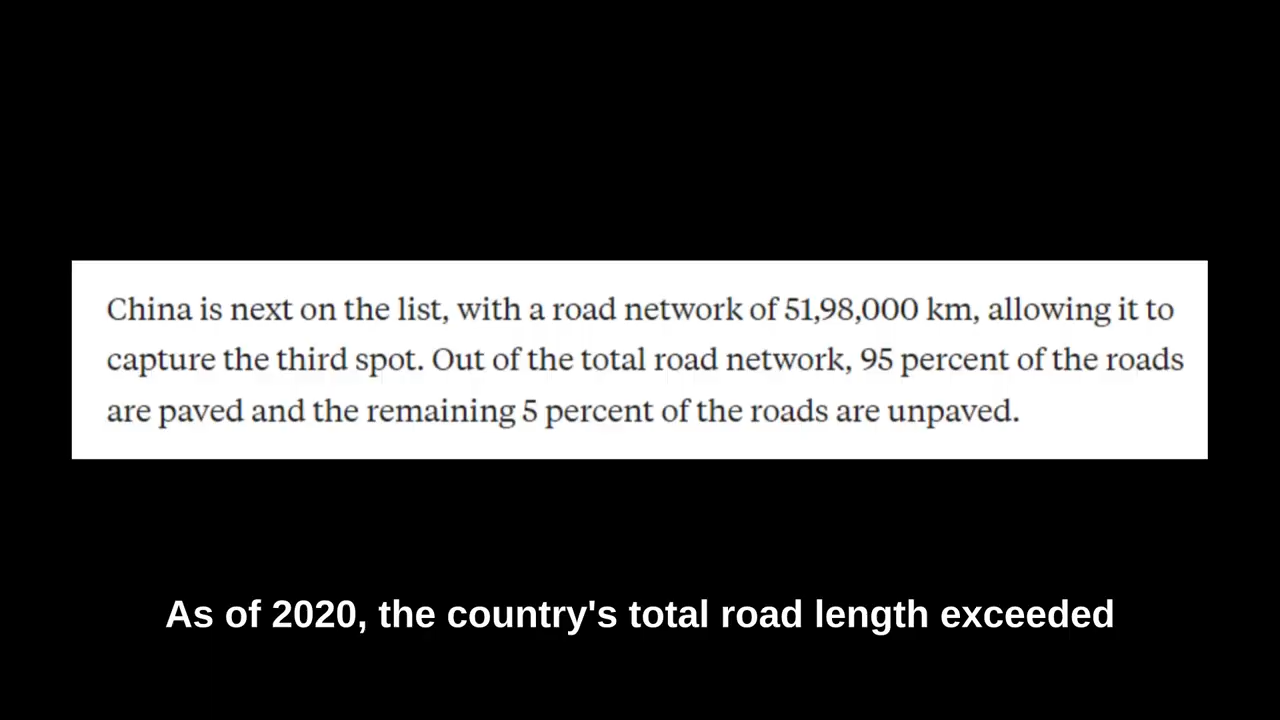 China is next on the list, with a road network of 51,98,000 km, allowing it to
capture the third spot. Out of the total road network, 95 percent of the roads
are paved and the remaining 5 percent of the roads are unpaved.
As of 2020, the country's total road length exceeded